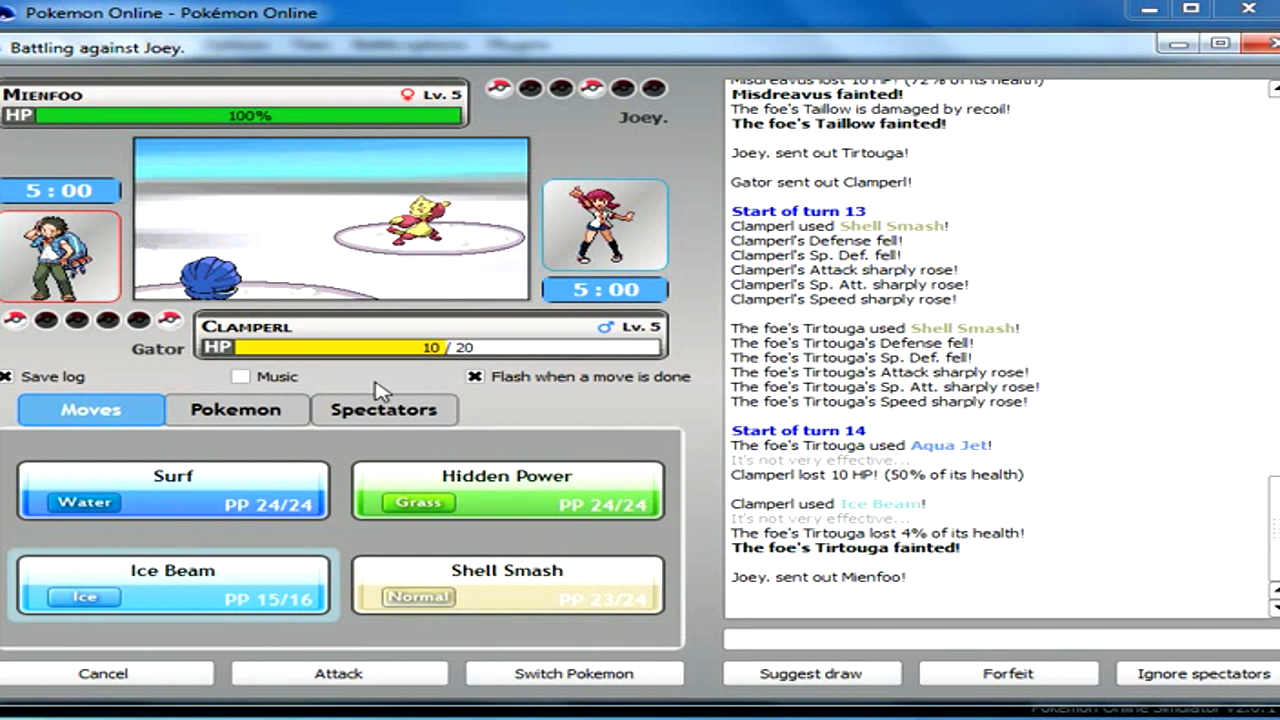 Pokemon Online - Pokémon Online
Battling against Joey.
MIENFOO Lv. 5
HP 100%
Joey.
5:00
5:00
CLAMPERL Lv. 5
Gator
HP 10 / 20
Save log Music Flash when a move is done
Moves Pokemon Spectators
Surf
Water PP 24/24
Hidden Power
Grass PP 24/24
Ice Beam
Ice PP 15/16
Shell Smash
Normal PP 23/24
Cancel Attack Switch Pokemon
Misdreavus lost 10 HP! (72% of its health)
Misdreavus fainted!
The foe's Taillow is damaged by recoil!
The foe's Taillow fainted!
Joey. sent out Tirtouga!
Gator sent out Clamperl!
Start of turn 13
Clamperl used Shell Smash!
Clamperl's Defense fell!
Clamperl's Sp. Def. fell!
Clamperl's Attack sharply rose!
Clamperl's Sp. Att. sharply rose!
Clamperl's Speed sharply rose!
The foe's Tirtouga used Shell Smash!
The foe's Tirtouga's Defense fell!
The foe's Tirtouga's Sp. Def. fell!
The foe's Tirtouga's Attack sharply rose!
The foe's Tirtouga's Sp. Att. sharply rose!
The foe's Tirtouga's Speed sharply rose!
Start of turn 14
The foe's Tirtouga used Aqua Jet!
It's not very effective...
Clamperl lost 10 HP! (50% of its health)
Clamperl used Ice Beam!
It's not very effective...
The foe's Tirtouga lost 4% of its health!
The foe's Tirtouga fainted!
Joey. sent out Mienfoo!
Suggest draw Forfeit Ignore spectators